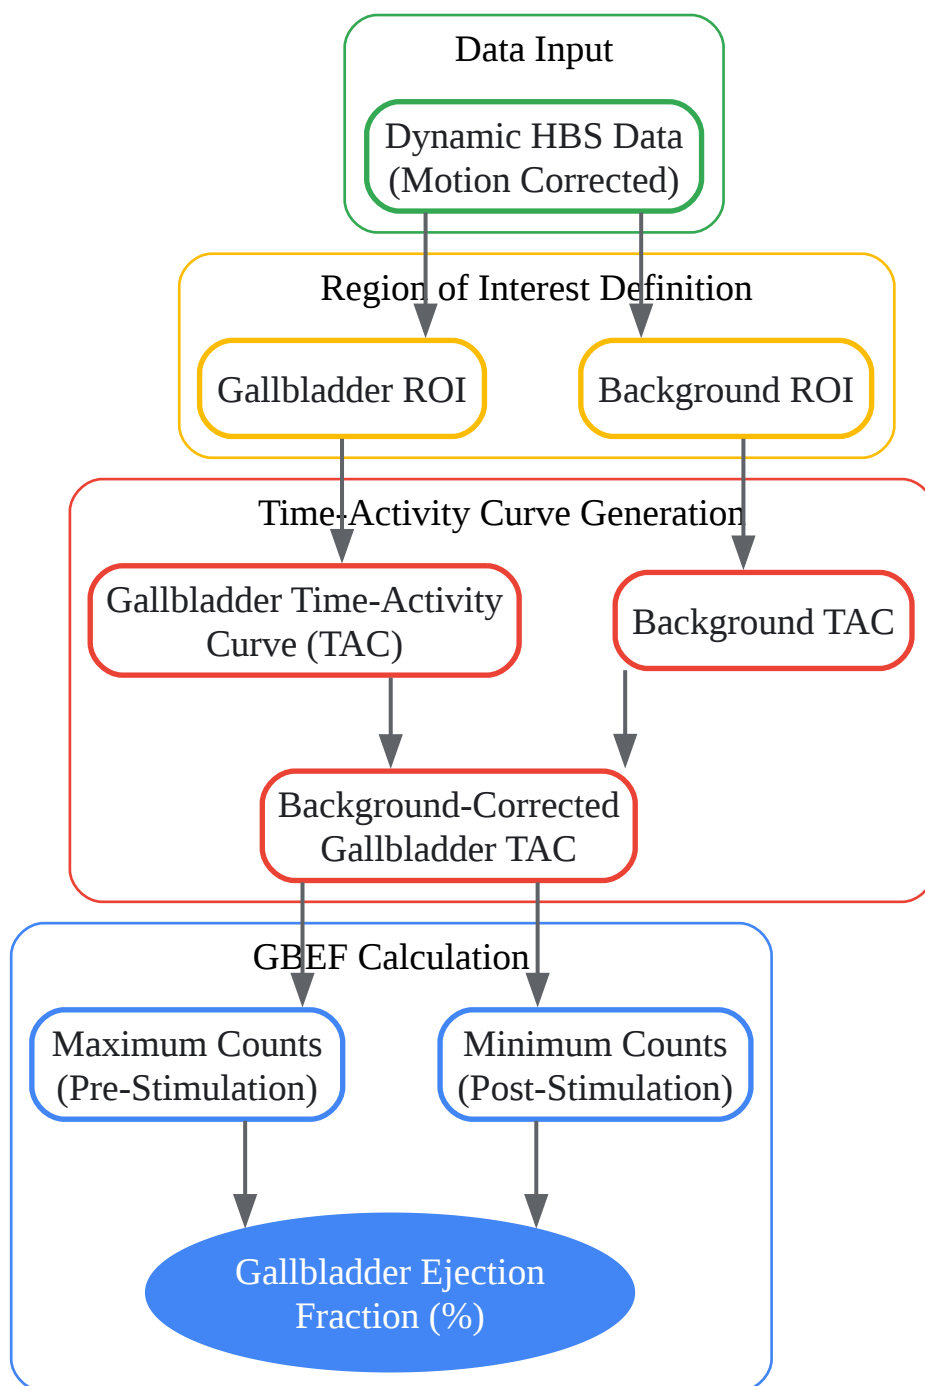 Data Input
Dynamic HBS Data
(Motion Corrected)
Region of Interest Definition
Gallbladder ROI
Background ROI
Time-Activity Curve Generation
Gallbladder Time-Activity
Curve (TAC)
Background TAC
Background-Corrected
Gallbladder TAC
GBEF Calculation
Maximum Counts
(Pre-Stimulation)
Minimum Counts
(Post-Stimulation)
Gallbladder Ejection
Fraction (%)